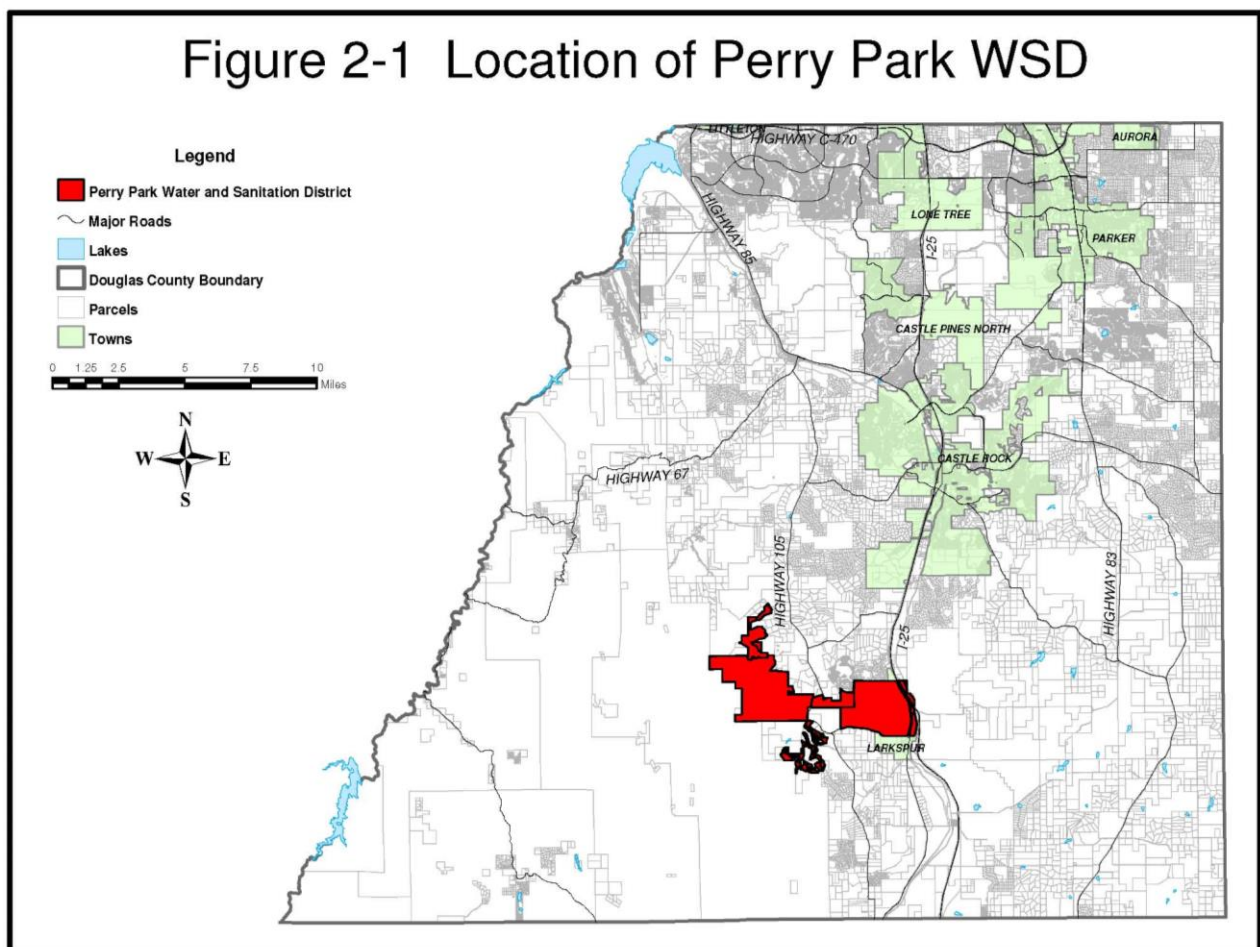 Figure 2-1 Location of Perry Park WSD
Legend
Perry Park Water and Sanitation District
Major Roads
Lakes
Douglas County Boundary
Parcels
Towns
0 1.25 2.5 5 7.5 10
Miles
N
W E
S
LITTLETON
HIGHWAY C-470
AURORA
HIGHWAY 85
LONE TREE
I-25
PARKER
CASTLE PINES NORTH
HIGHWAY 67
CASTLE ROCK
HIGHWAY 105
HIGHWAY 83
I-25
LARKSPUR